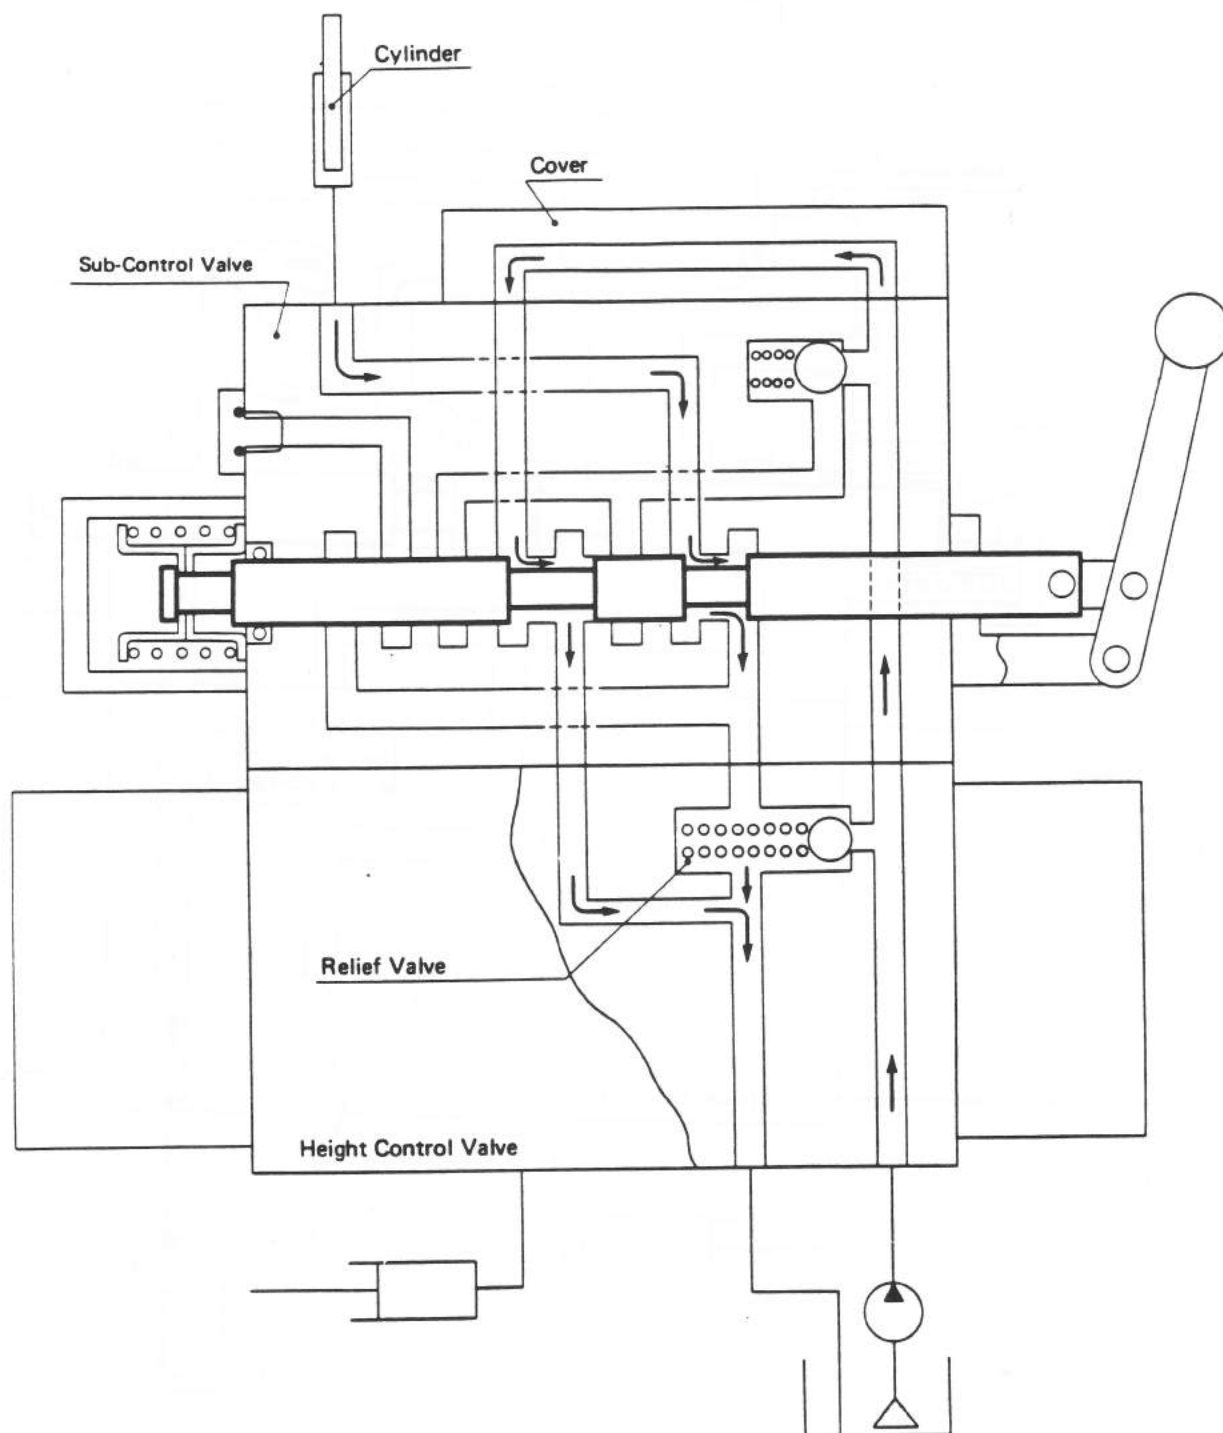 Cylinder
Cover
Sub-Control Valve
Relief Valve
Height Control Valve